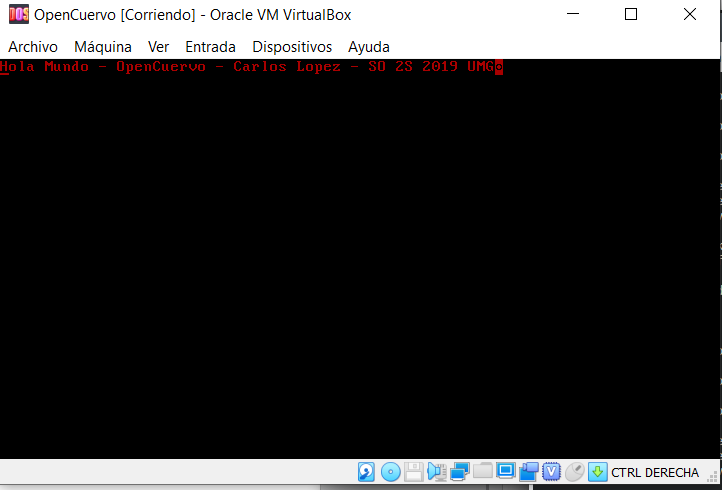 OpenCuervo [Corriendo] - Oracle VM VirtualBox
Archivo Máquina Ver Entrada Dispositivos Ayuda
Hola Mundo - OpenCuervo - Carlos Lopez - SO 2S 2019 UMG
CTRL DERECHA